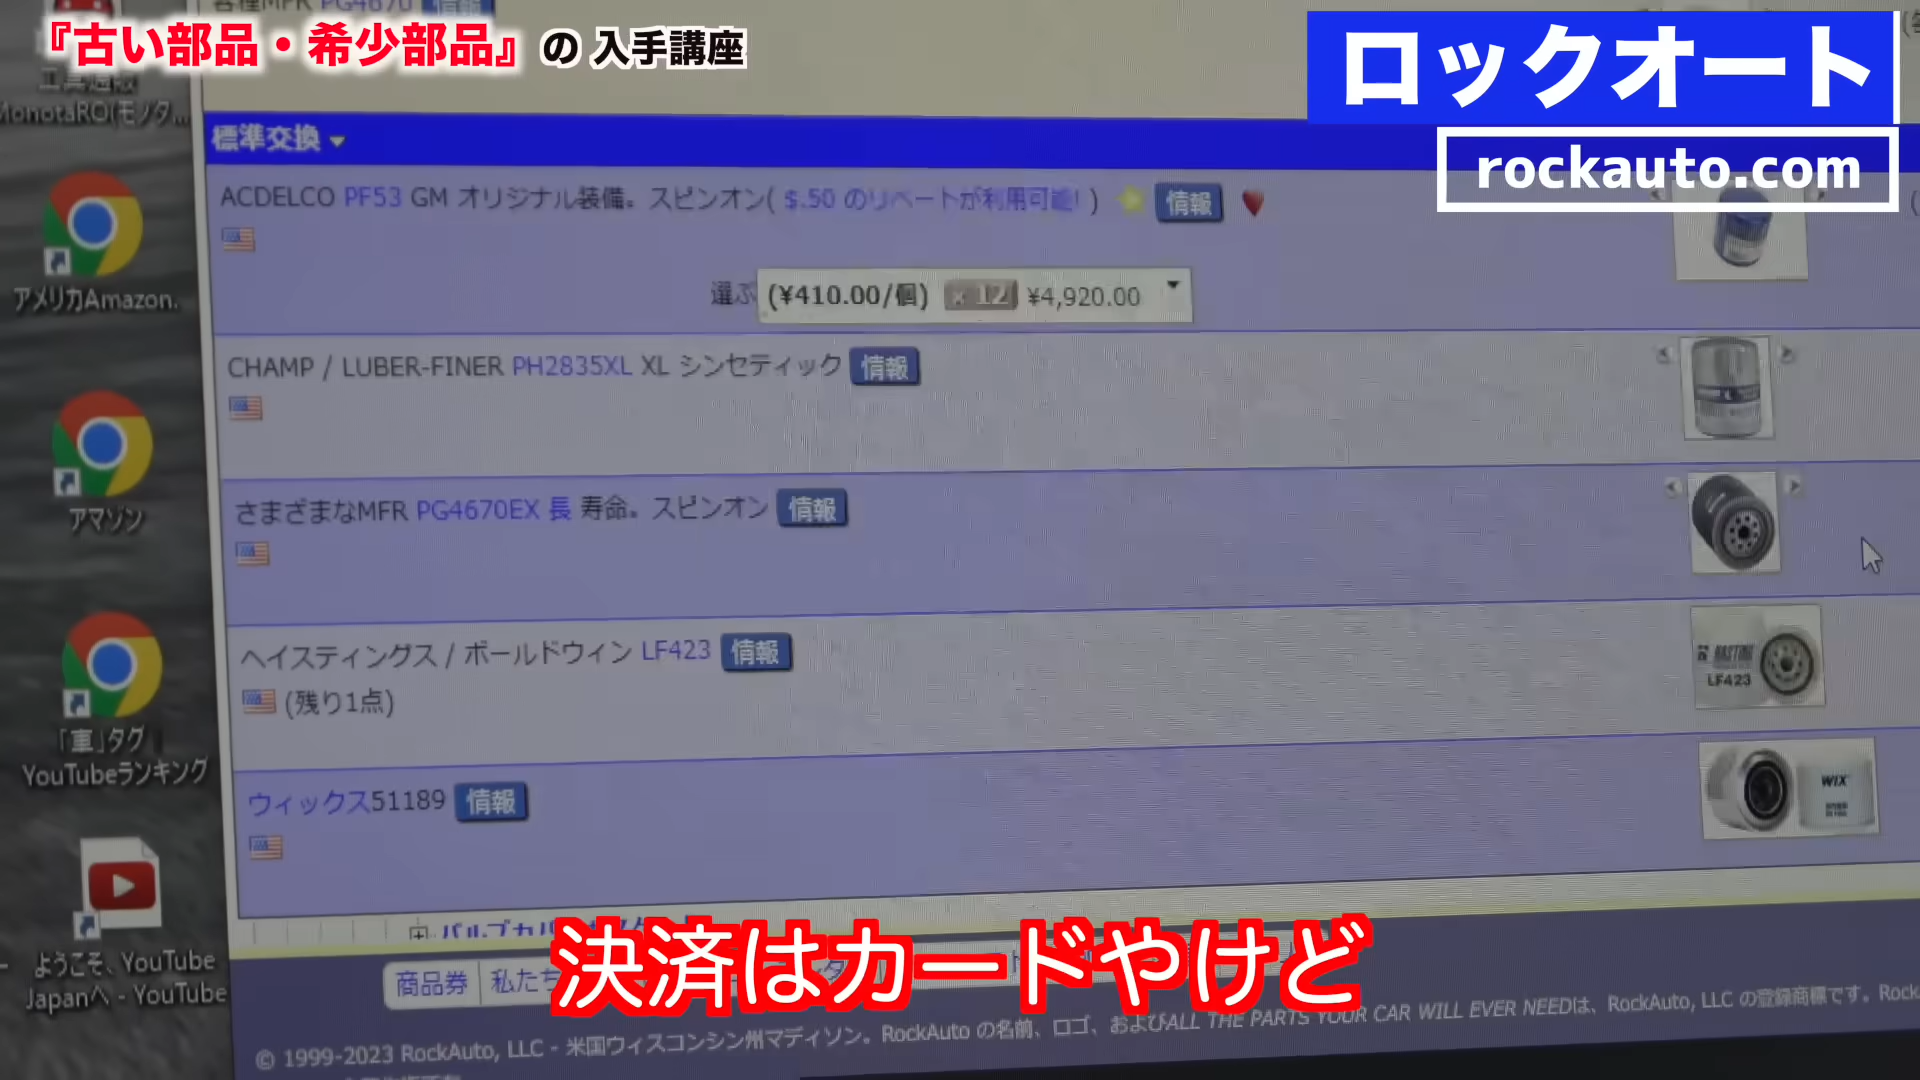 『古い部品・希少部品』の 入手講座
ロックオート
rockauto.com
MonotaRO(モノタ...
標準交換
ACDELCO PF53 GM オリジナル装備。スピンオン( $.50 のリベートが利用可能! ) 情報
選ぶ (¥410.00/個) x 12 ¥4,920.00
アメリカAmazon.
CHAMP / LUBER-FINER PH2835XL XL シンセティック 情報
アマゾン
さまざまなMFR PG4670EX 長 寿命。スピンオン 情報
ヘイスティングス / ボールドウィン LF423 情報
(残り1点)
LF423
「車」タグ
YouTubeランキング
ウィックス51189 情報
WIX
ようこそ、YouTube
Japanへ - YouTube
商品券 私たち
決済はカードやけど
© 1999-2023 RockAuto, LLC - 米国ウィスコンシン州マディソン。RockAuto の名前、ロゴ、およびALL THE PARTS YOUR CAR WILL EVER NEEDは、RockAuto, LLC の登録商標です。Rock